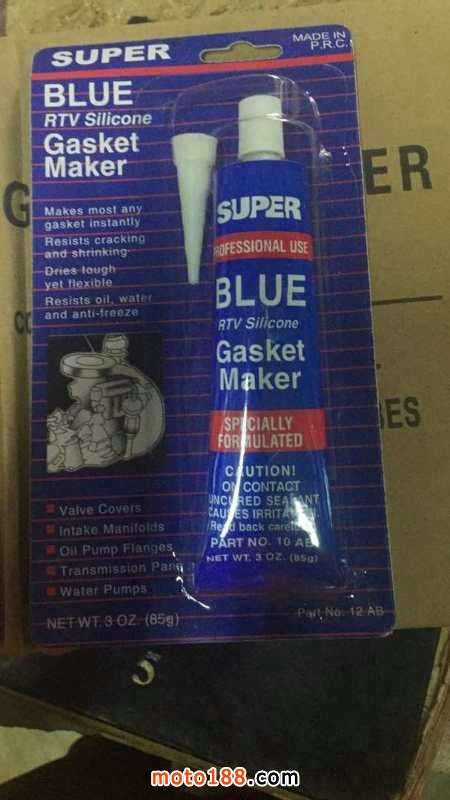 SUPER
MADE IN
P.R.C.
BLUE
RTV Silicone
Gasket
Maker
Makes most any
gasket instantly
Resists cracking
and shrinking.
Dries tough
yet flexible
Resists oil, water
and anti-freeze
Valve Covers
Intake Manifolds
Oil Pump Flanges
Transmission Pans
Water Pumps
NET WT. 3 OZ. (85g)
Part No. 12 AB
SUPER
PROFESSIONAL USE
BLUE
RTV Silicone
Gasket
Maker
SPECIALLY
FORMULATED
CAUTION!
ON CONTACT
UNCURED SEALANT
CAUSES IRRITATION
Read back carefully
PART NO. 10 AB
NET WT. 3 OZ. (85g)
moto188.com